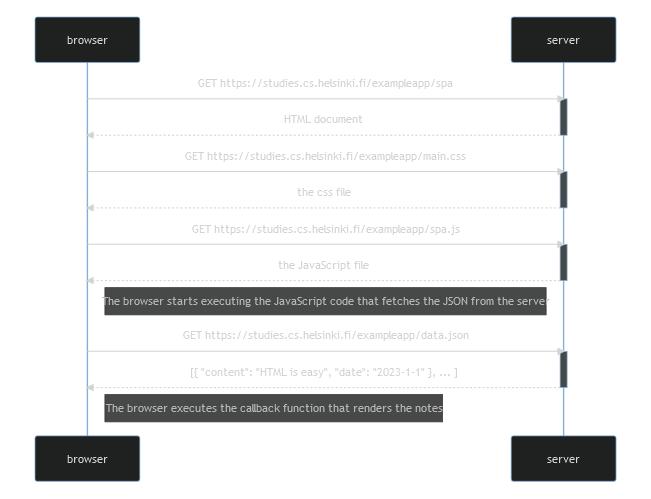 browser server
GET https://studies.cs.helsinki.fi/exampleapp/spa
HTML document
GET https://studies.cs.helsinki.fi/exampleapp/main.css
the css file
GET https://studies.cs.helsinki.fi/exampleapp/spa.js
the JavaScript file
The browser starts executing the JavaScript code that fetches the JSON from the server
GET https://studies.cs.helsinki.fi/exampleapp/data.json
[{ "content": "HTML is easy", "date": "2023-1-1" }, ... ]
The browser executes the callback function that renders the notes
browser server